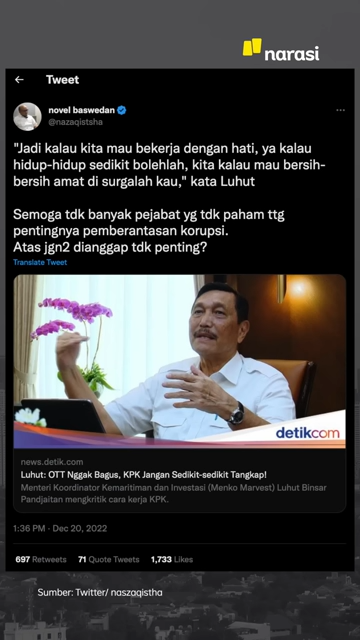 narasi
Tweet
novel baswedan
@nazaqistsha
"Jadi kalau kita mau bekerja dengan hati, ya kalau
hidup-hidup sedikit bolehlah, kita kalau mau bersih-
bersih amat di surgalah kau," kata Luhut
Semoga tdk banyak pejabat yg tdk paham ttg
pentingnya pemberantasan korupsi.
Atas jgn2 dianggap tdk penting?
Translate Tweet
detikcom
news.detik.com
Luhut: OTT Nggak Bagus, KPK Jangan Sedikit-sedikit Tangkap!
Menteri Koordinator Kemaritiman dan Investasi (Menko Marvest) Luhut Binsar
Pandjaitan mengkritik cara kerja KPK.
1:36 PM · Dec 20, 2022
697 Retweets 71 Quote Tweets 1,733 Likes
Sumber: Twitter/ naszaqistha